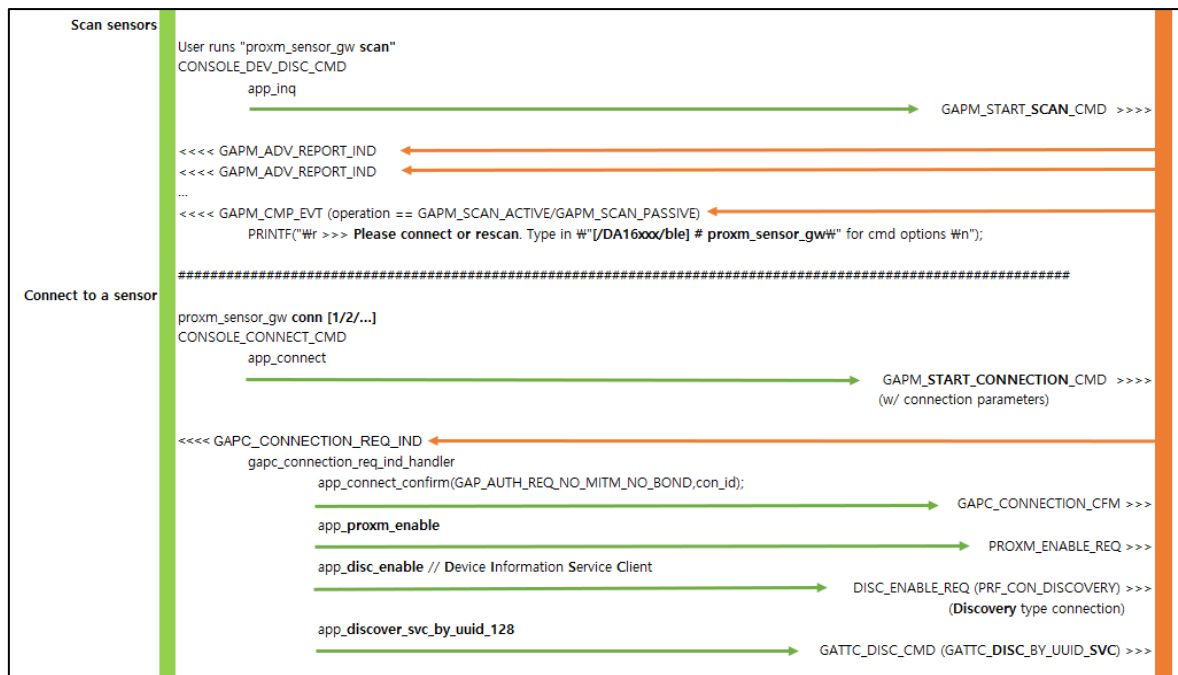 Scan sensors
User runs "proxm_sensor_gw scan"
CONSOLE_DEV_DISC_CMD
app_inq
GAPM_START_SCAN_CMD >>>>
<<<< GAPM_ADV_REPORT_IND
<<<< GAPM_ADV_REPORT_IND
...
<<<< GAPM_CMP_EVT (operation == GAPM_SCAN_ACTIVE/GAPM_SCAN_PASSIVE)
PRINTF("₩r >>> Please connect or rescan. Type in ₩"[/DA16xxx/ble] # proxm_sensor_gw₩" for cmd options ₩n");
##############################################################################################################
Connect to a sensor
proxm_sensor_gw conn [1/2/...]
CONSOLE_CONNECT_CMD
app_connect
GAPM_START_CONNECTION_CMD >>>>
(w/ connection parameters)
<<<< GAPC_CONNECTION_REQ_IND
gapc_connection_req_ind_handler
app_connect_confirm(GAP_AUTH_REQ_NO_MITM_NO_BOND,con_id);
GAPC_CONNECTION_CFM >>>
app_proxm_enable
PROXM_ENABLE_REQ >>>
app_disc_enable // Device Information Service Client
DISC_ENABLE_REQ (PRF_CON_DISCOVERY) >>>
(Discovery type connection)
app_discover_svc_by_uuid_128
GATTC_DISC_CMD (GATTC_DISC_BY_UUID_SVC) >>>